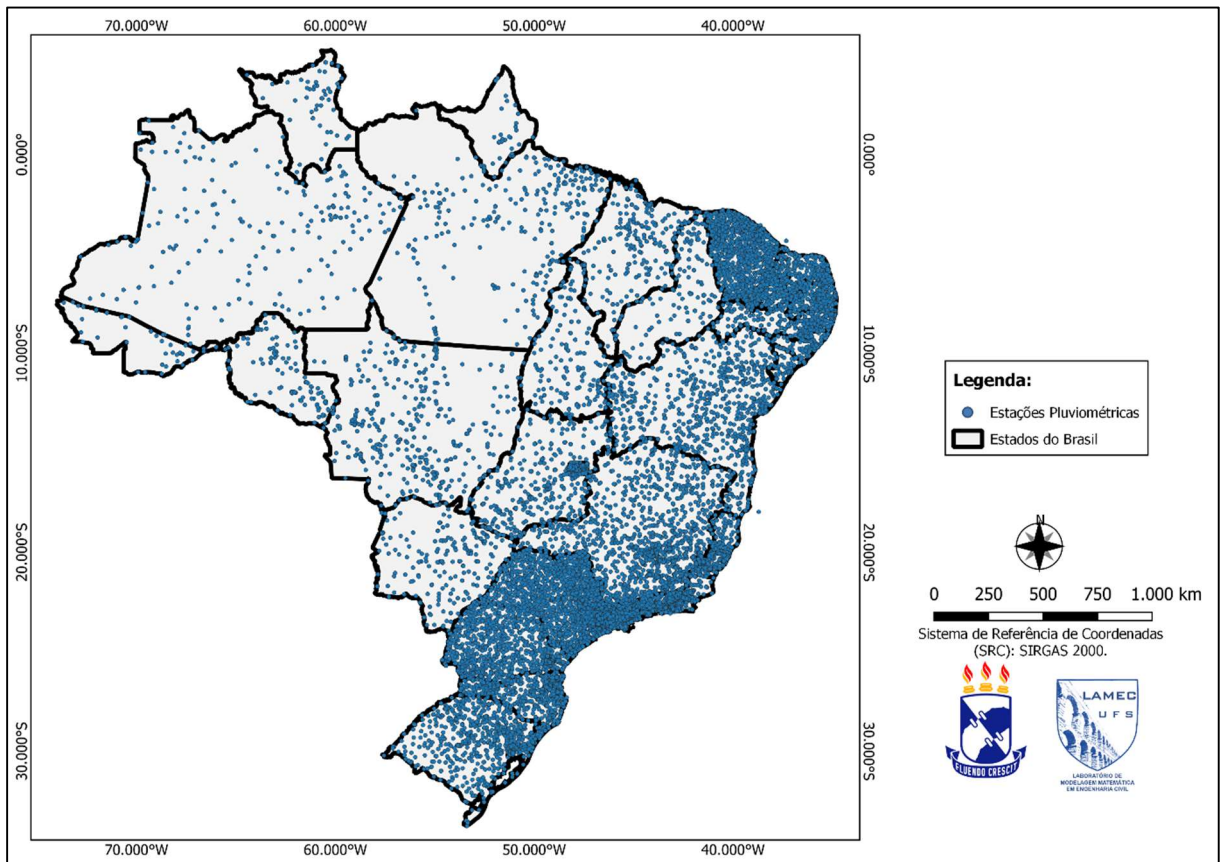 70.000°W 60.000°W 50.000°W 40.000°W
0.000°
10.000°S
20.000°S
30.000°S
0.000°
10.000°S
20.000°S
30.000°S
Legenda:
Estações Pluviométricas
Estados do Brasil
N
0 250 500 750 1.000 km
Sistema de Referência de Coordenadas
(SRC): SIRGAS 2000.
FLUENDO CRESCIT
LAMEC
UFS
LABORATÓRIO DE
MODELAGEM MATEMÁTICA
EM ENGENHARIA CIVIL
70.000°W 60.000°W 50.000°W 40.000°W